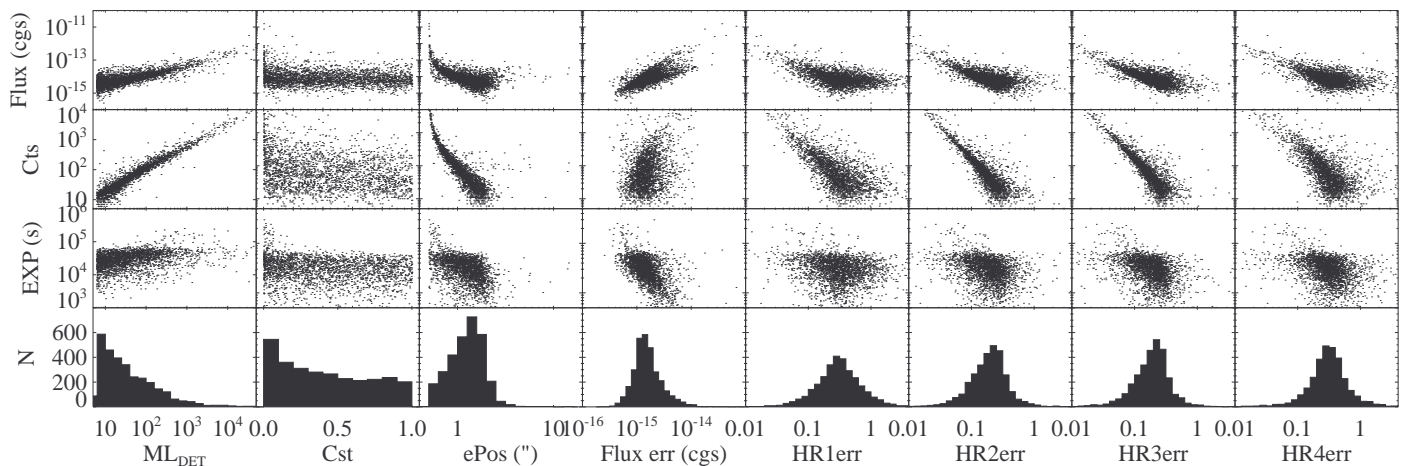 Flux (cgs)
10⁻¹¹
10⁻¹³
10⁻¹⁵
Cts
10⁴
10³
10²
10
EXP (s)
10⁶
10⁵
10⁴
10³
N
600
400
200
0
10 10² 10³ 10⁴ 0.0 0.5 1.0 1 10 10⁻¹⁶ 10⁻¹⁵ 10⁻¹⁴ 0.01 0.1 1 0.01 0.1 1 0.01 0.1 1 0.01 0.1 1
ML_DET Cst ePos (") Flux err (cgs) HR1err HR2err HR3err HR4err